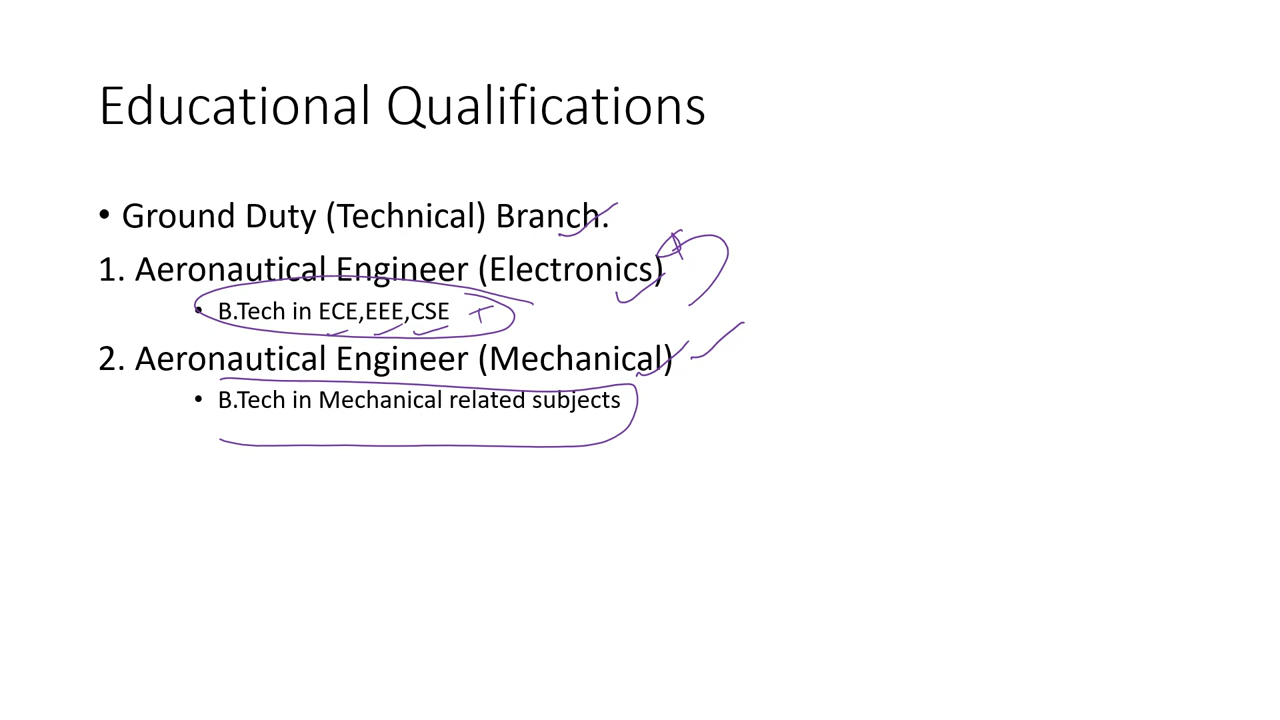 Educational Qualifications
• Ground Duty (Technical) Branch.
1. Aeronautical Engineer (Electronics)
• B.Tech in ECE,EEE,CSE +
2. Aeronautical Engineer (Mechanical)
• B.Tech in Mechanical related subjects